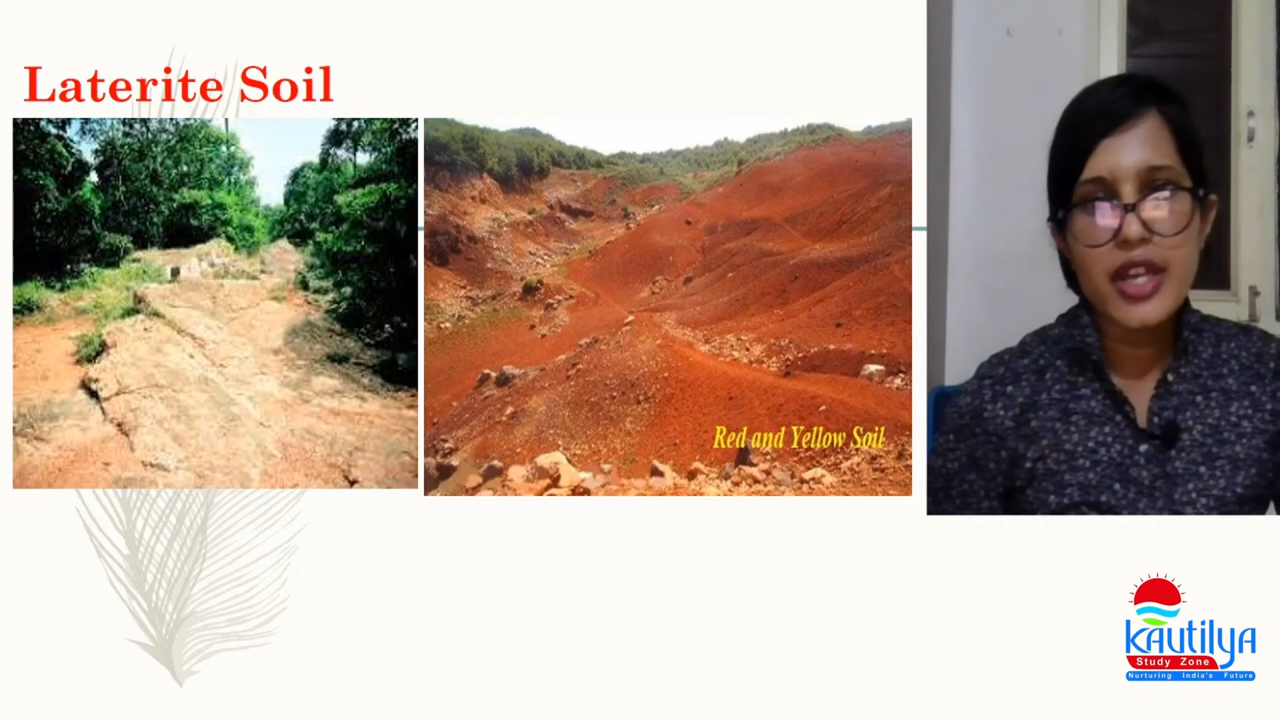 Laterite Soil
Red and Yellow Soil
kautilya
Study Zone
Nurturing India's Future